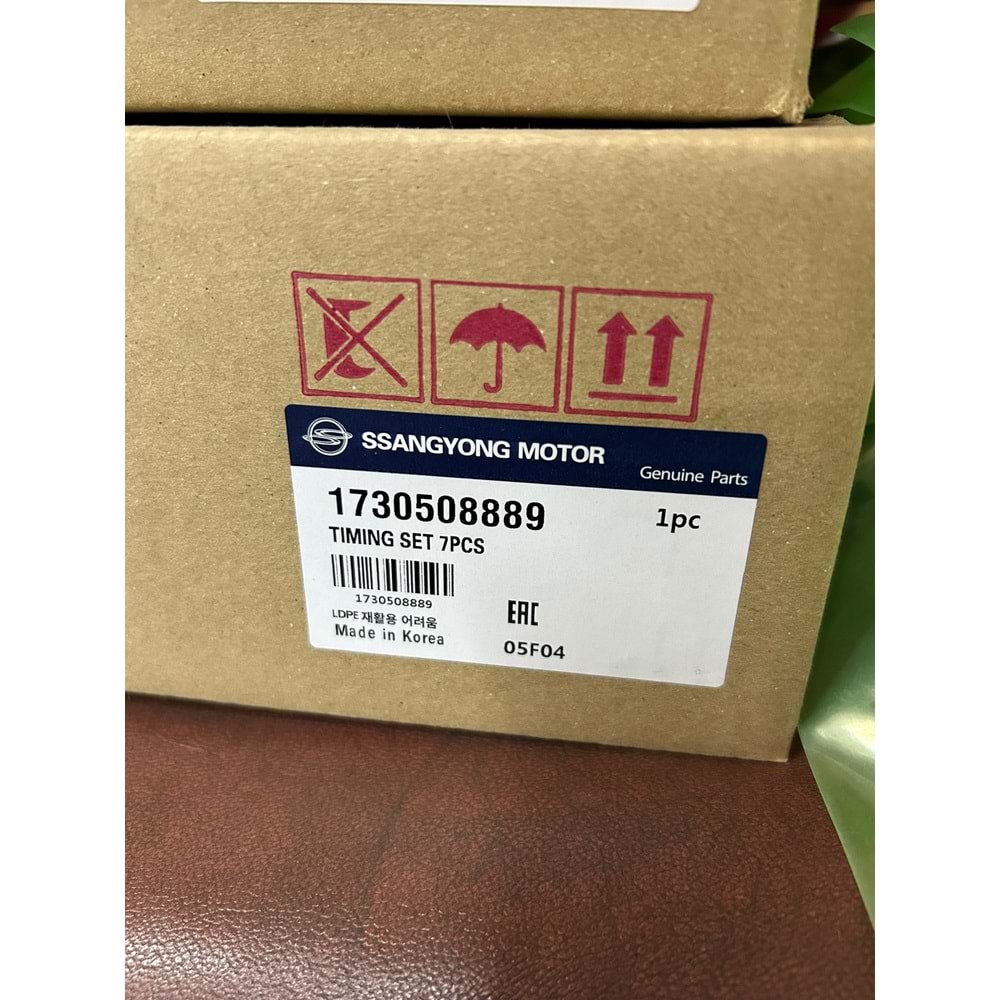 SSANGYONG MOTOR
Genuine Parts
1730508889
1pc
TIMING SET 7PCS
1730508889
LDPE 재활용 어려움
EAC
Made in Korea
05F04